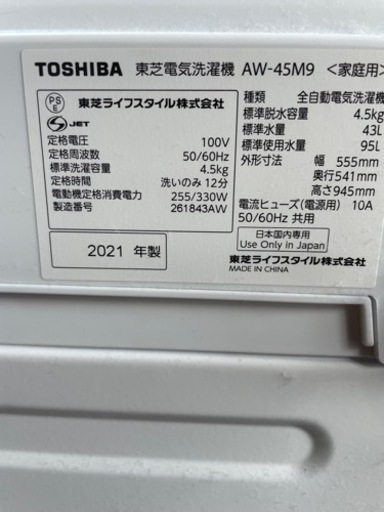 TOSHIBA 東芝電気洗濯機 AW-45M9 <家庭用>
PS
E
東芝ライフスタイル株式会社
S JET
定格電圧 100V
定格周波数 50/60Hz
標準洗濯容量 4.5kg
定格時間 洗いのみ 12分
電動機定格消費電力 255/330W
製造番号 261843AW
2021 年製
種類 全自動電気洗濯機
標準脱水容量 4.5kg
標準水量 43L
標準使用水量 95L
外形寸法 幅 555mm
奥行541mm
高さ945mm
電流ヒューズ(電源用) 10A
50/60Hz 共用
日本国内専用
Use Only in Japan
東芝ライフスタイル株式会社
MADE IN CHINA